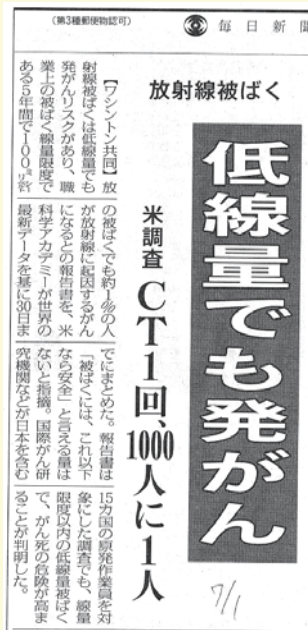 （第3種郵便物認可）
毎日新聞
放射線被ばく
低線量でも発がん
米調査 CT1回、1000人に1人
【ワシントン共同】放
射線被ばくは低線量でも
発がんリスクがあり、職
業上の被ばく線量限度で
ある5年間で100㍉シーベルト
の被ばくでも約1％の人
が放射線に起因するがん
になるとの報告書を、米
科学アカデミーが世界の
最新データを基に30日ま
でにまとめた。報告書は
「被ばくには、これ以下
なら安全」と言える量は
ないと指摘。国際がん研
究機関などが日本を含む
15カ国の原発作業員を対
象にした調査でも、線量
限度以内の低線量被ばく
で、がん死の危険が高ま
ることが判明した。
7/1